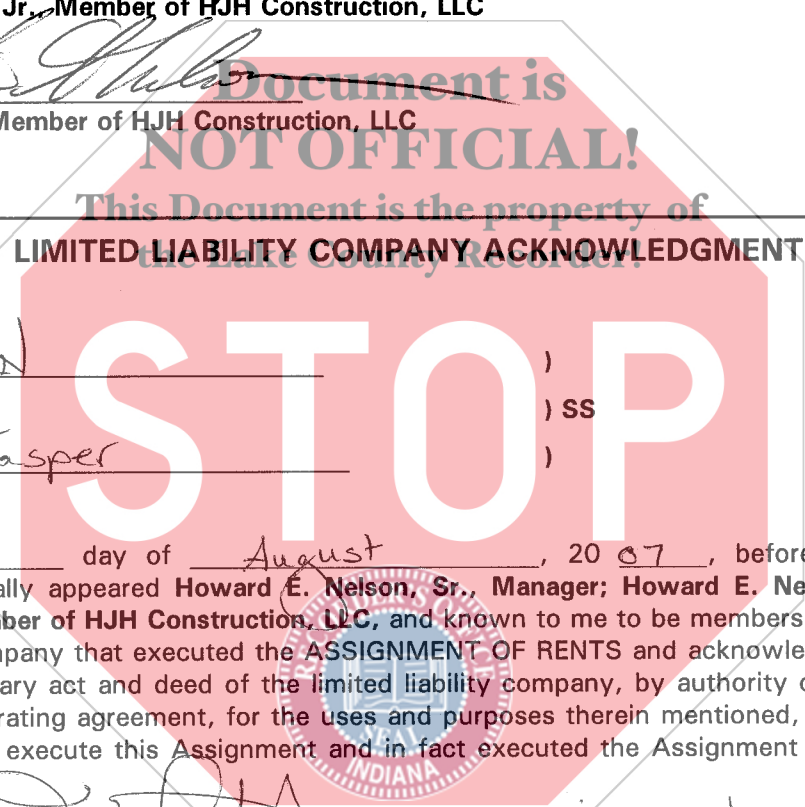 Jr., Member of HJH Construction, LLC
Member of HJH Construction, LLC
Document is
NOT OFFICIAL!
This Document is the property of
the Lake County Recorder!
LIMITED LIABILITY COMPANY ACKNOWLEDGMENT
STOP
N )
) SS
asper )
day of August, 20 07, before
ally appeared Howard E. Nelson, Sr., Manager; Howard E. Ne
ber of HJH Construction, LLC, and known to me to be members
mpany that executed the ASSIGNMENT OF RENTS and acknowle
ary act and deed of the limited liability company, by authority o
rating agreement, for the uses and purposes therein mentioned,
execute this Assignment and in fact executed the Assignment
SEAL
INDIANA